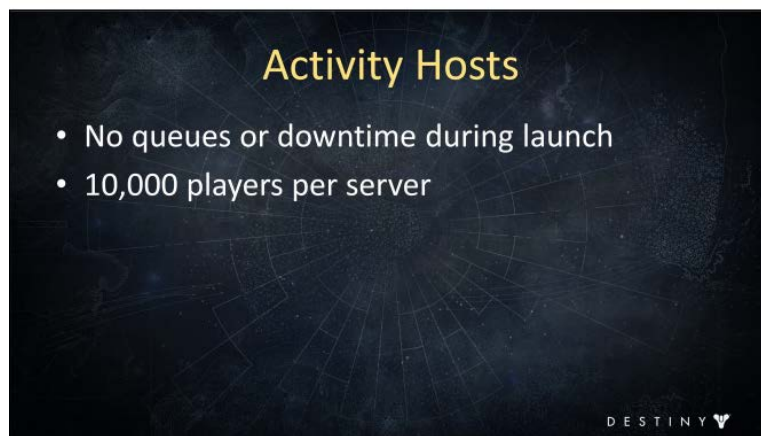 Activity Hosts
• No queues or downtime during launch
• 10,000 players per server
DESTINY